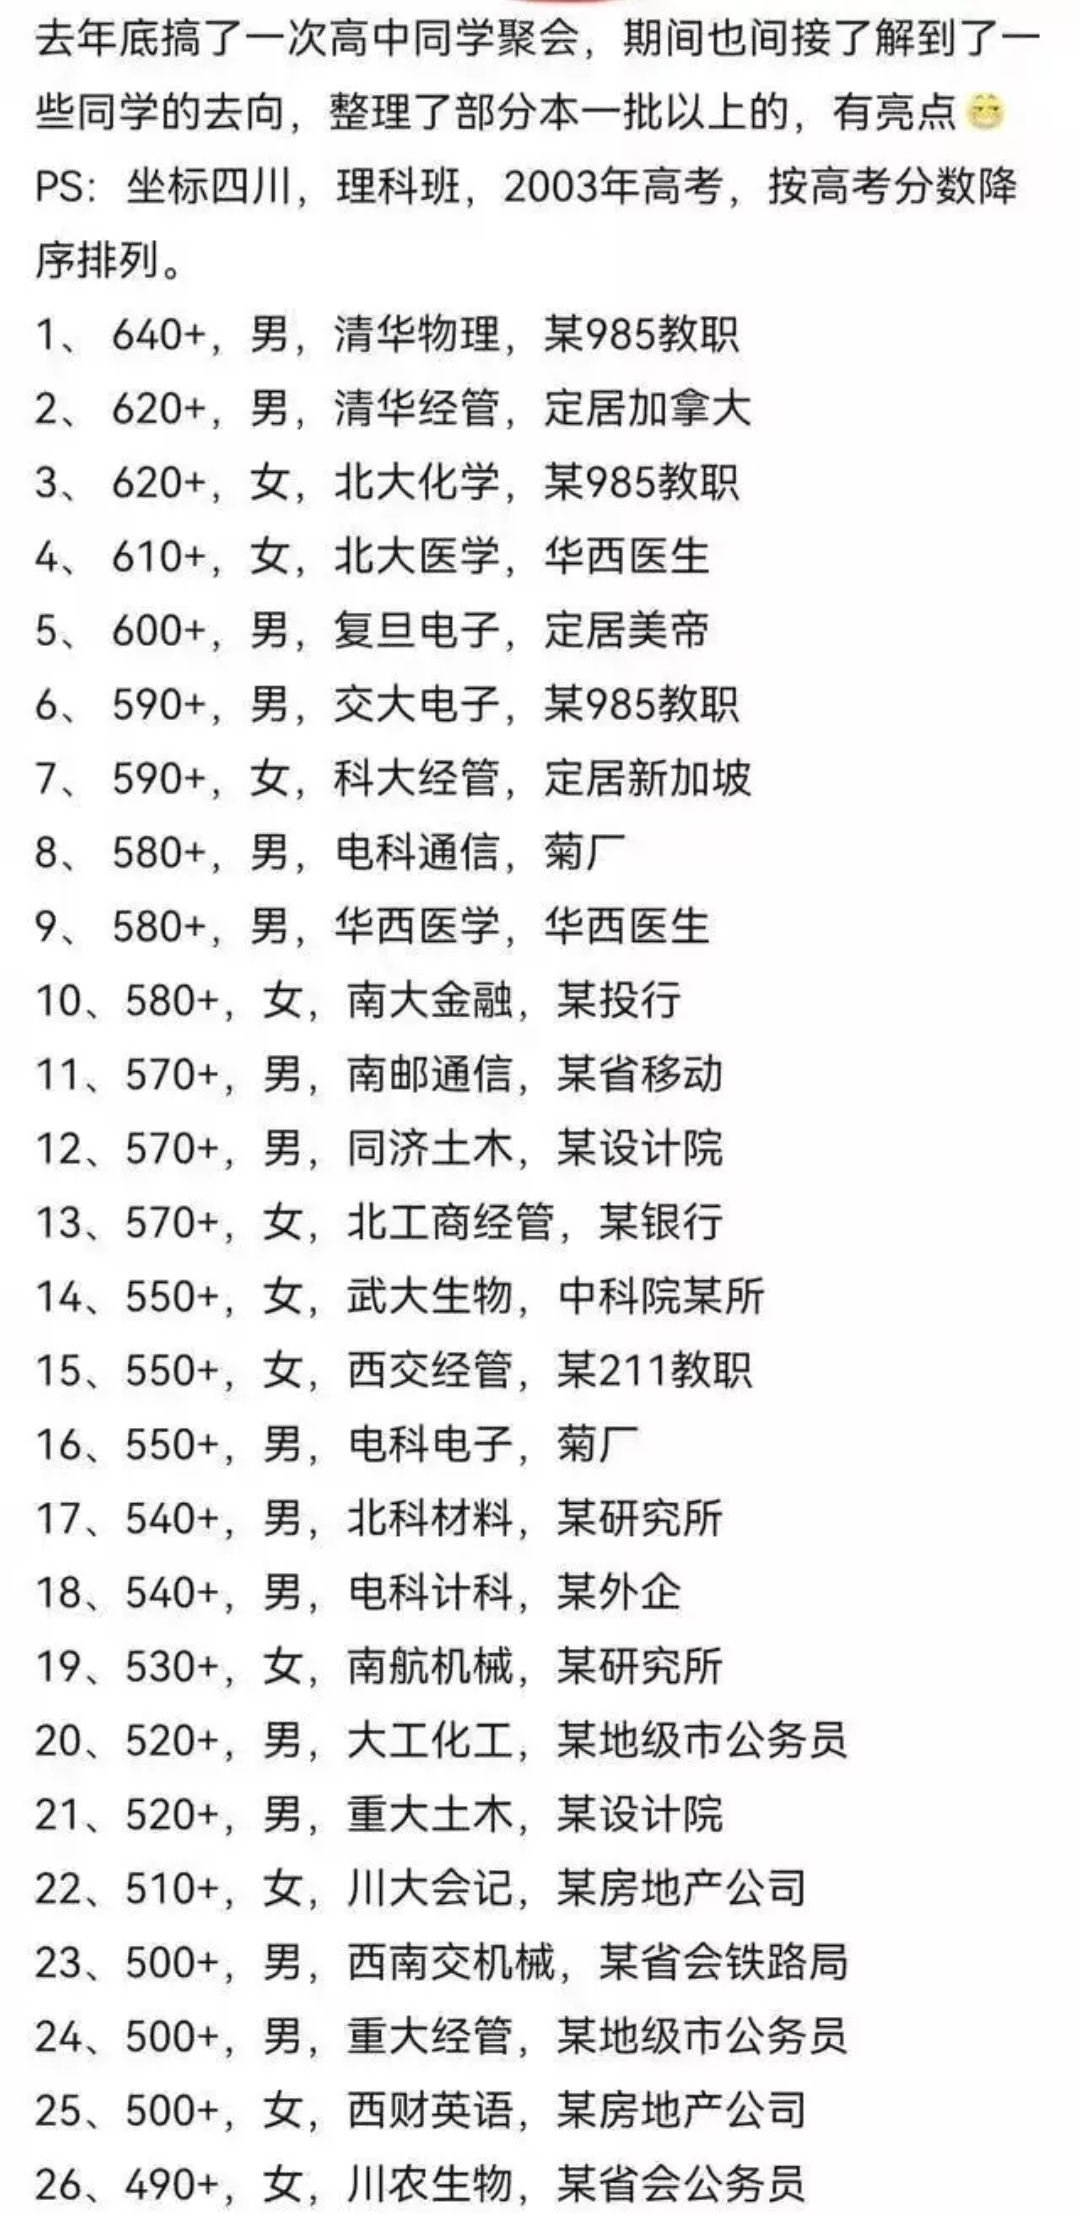 去年底搞了一次高中同学聚会，期间也间接了解到了一
些同学的去向，整理了部分本一批以上的，有亮点😁
PS：坐标四川，理科班，2003年高考，按高考分数降
序排列。
1、 640+，男，清华物理，某985教职
2、 620+，男，清华经管，定居加拿大
3、 620+，女，北大化学，某985教职
4、 610+，女，北大医学，华西医生
5、 600+，男，复旦电子，定居美帝
6、 590+，男，交大电子，某985教职
7、 590+，女，科大经管，定居新加坡
8、 580+，男，电科通信，菊厂
9、 580+，男，华西医学，华西医生
10、580+，女，南大金融，某投行
11、570+，男，南邮通信，某省移动
12、570+，男，同济土木，某设计院
13、570+，女，北工商经管，某银行
14、550+，女，武大生物，中科院某所
15、550+，女，西交经管，某211教职
16、550+，男，电科电子，菊厂
17、540+，男，北科材料，某研究所
18、540+，男，电科计科，某外企
19、530+，女，南航机械，某研究所
20、520+，男，大工化工，某地级市公务员
21、520+，男，重大土木，某设计院
22、510+，女，川大会记，某房地产公司
23、500+，男，西南交机械，某省会铁路局
24、500+，男，重大经管，某地级市公务员
25、500+，女，西财英语，某房地产公司
26、490+，女，川农生物，某省会公务员